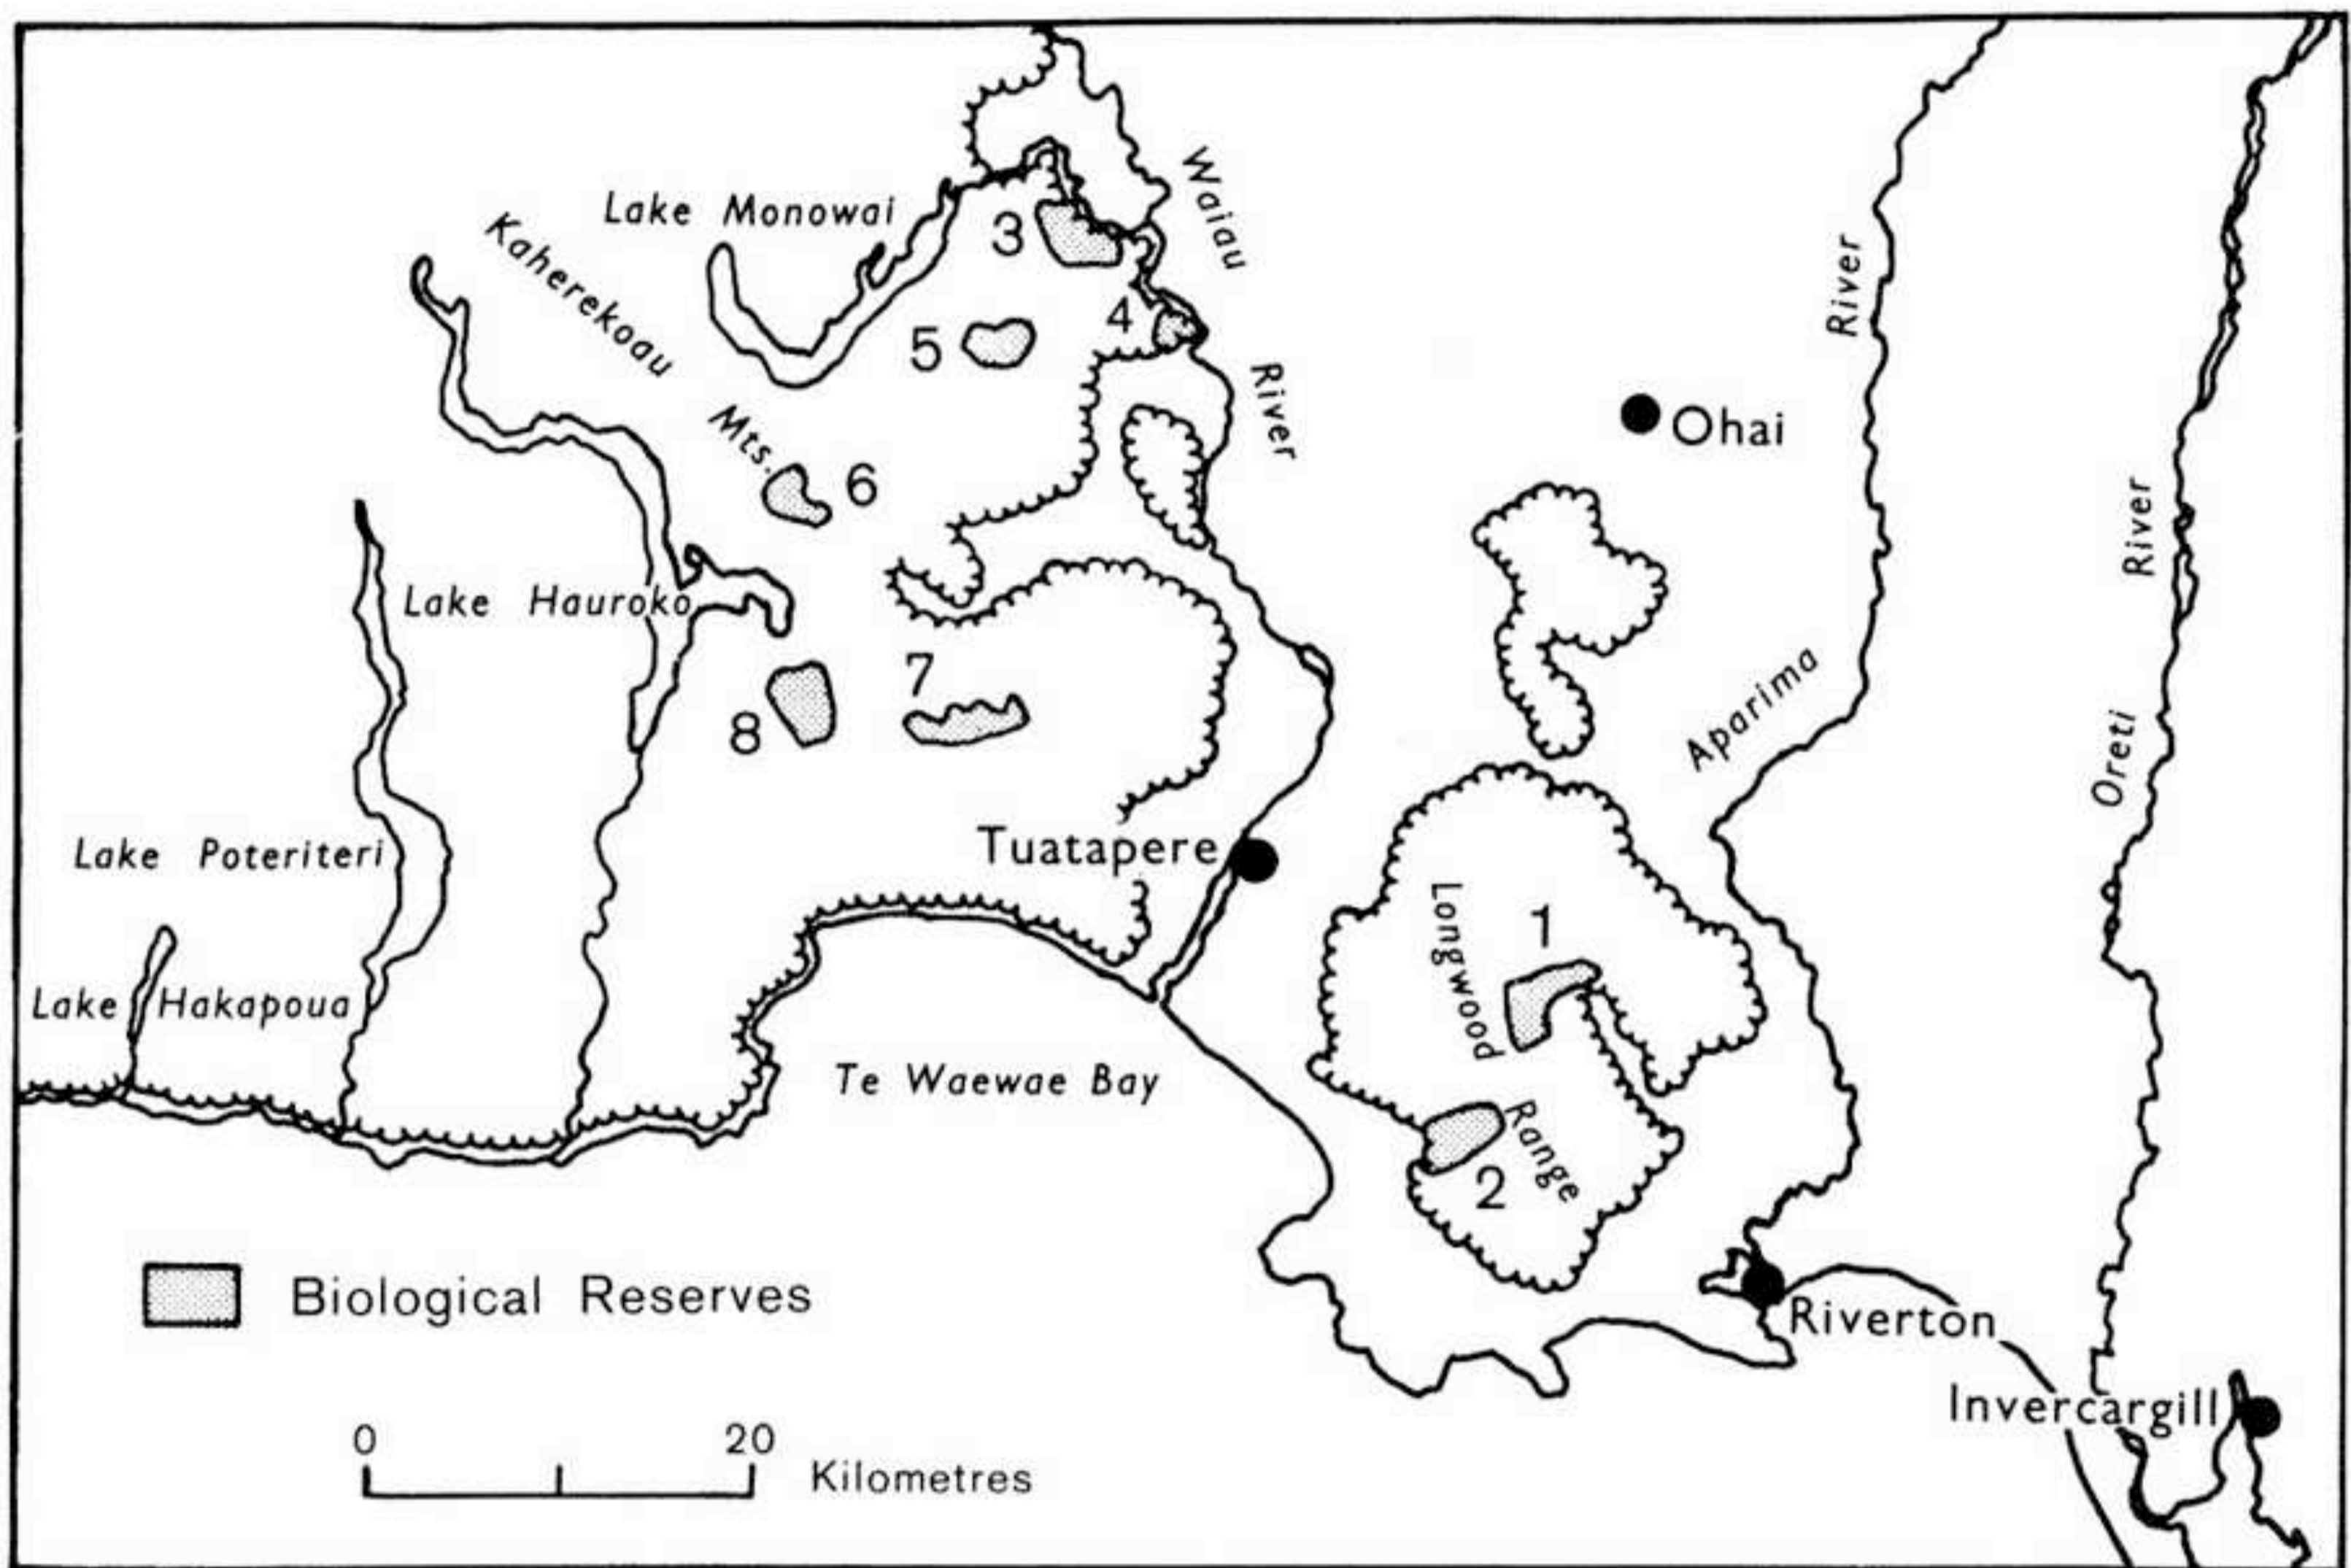 Waiau
River
Lake Monowai
Kaherekoau
Mts.
3
4
5
6
River
Ohai
River
Lake Hauroko
7
8
Aparima
Oreti
Tuatapere
Lake Poteriteri
Longwood
1
Lake Hakapoua
Te Waewae Bay
Range
2
Biological Reserves
Riverton
Invercargill
0 20
Kilometres